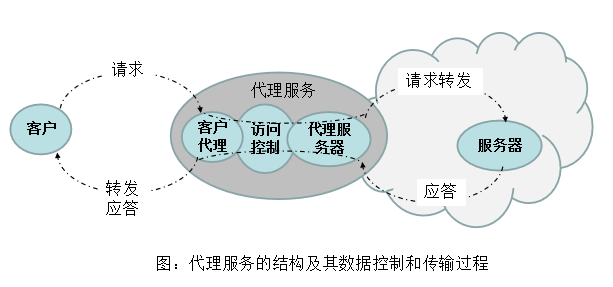 请求
代理服务
请求转发
客户
客户
代理
访问
控制
代理服
务器
服务器
转发
应答
应答
图：代理服务的结构及其数据控制和传输过程